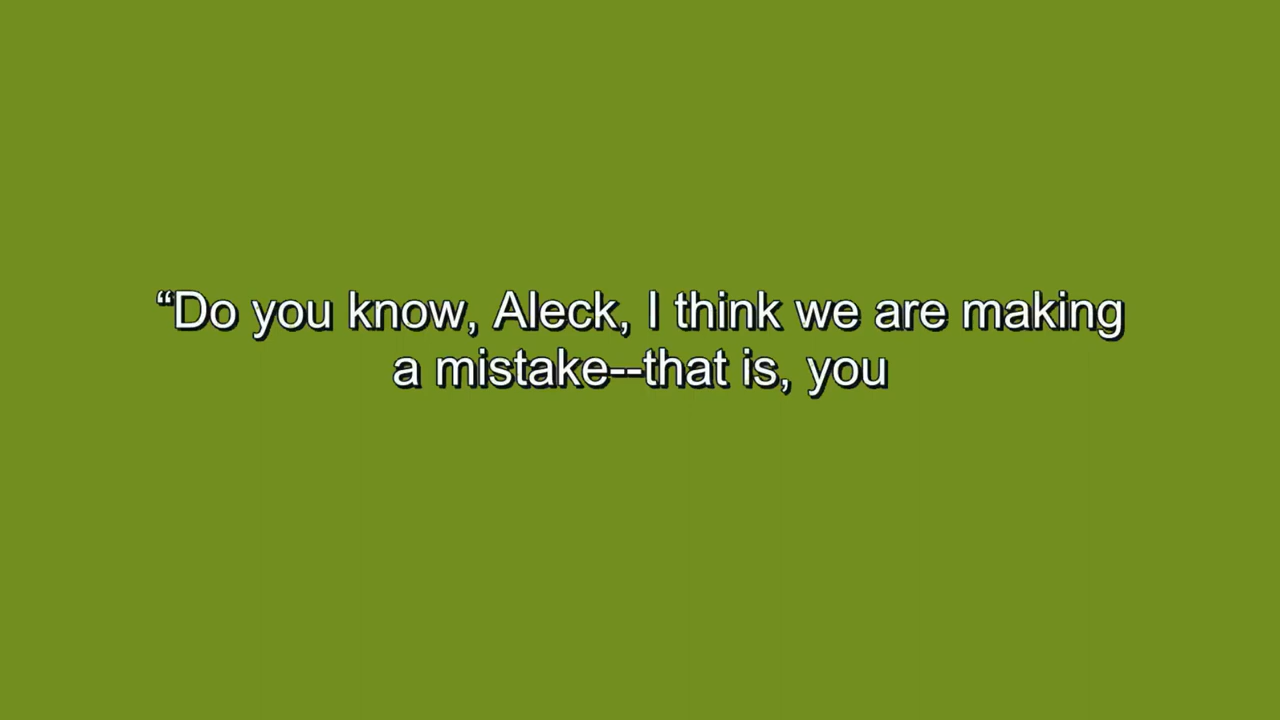 “Do you know, Aleck, I think we are making
a mistake--that is, you